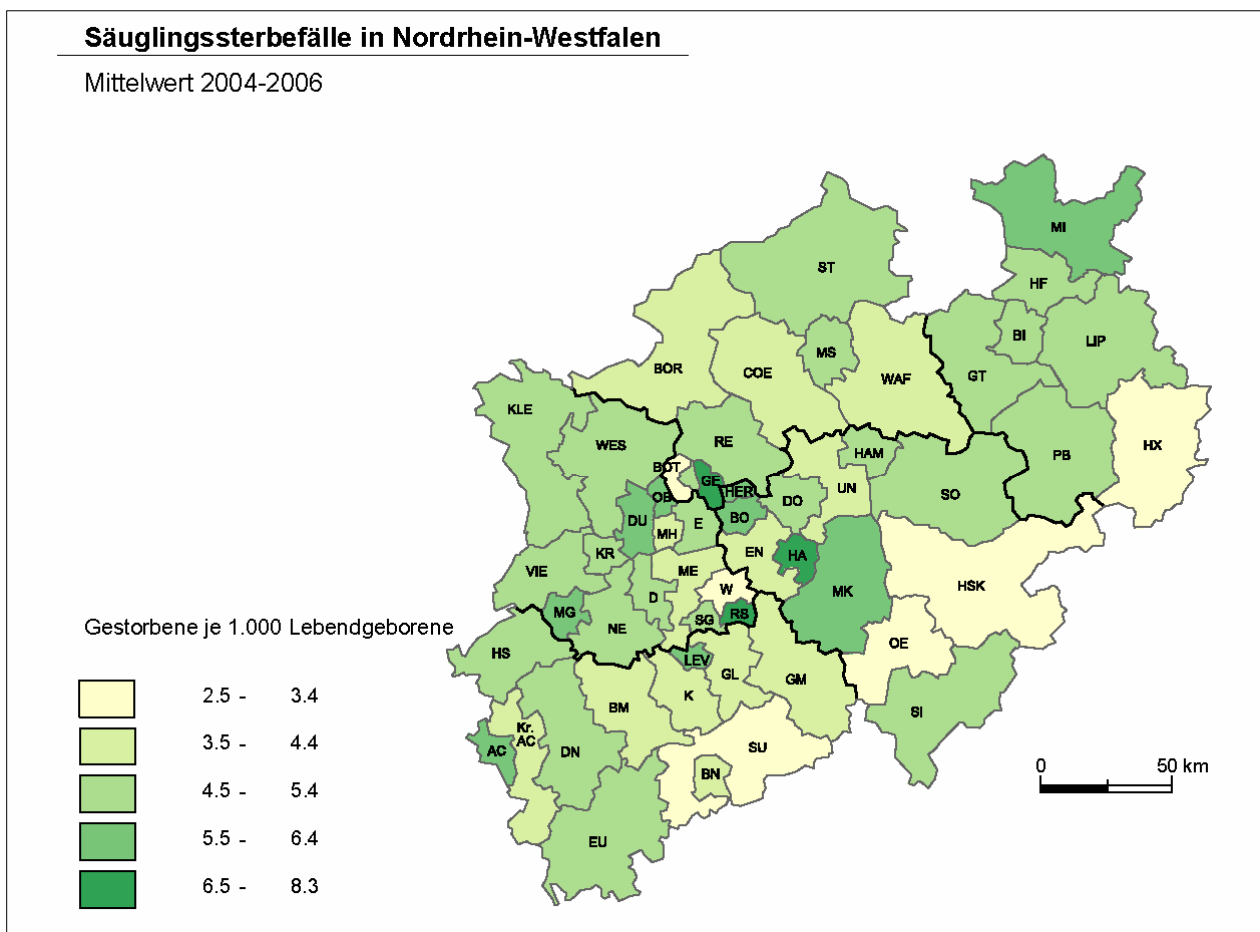 Säuglingssterbefälle in Nordrhein-Westfalen
Mittelwert 2004-2006
MI
ST
HF
BI
LIP
MS
BOR
COE
WAF
GT
KLE
HX
WES
RE
HAM
PB
BOT
GE
UN
SO
OB
HER
DO
DU
BO
E
MH
EN
HA
KR
VIE
ME
HSK
W
MK
D
MG
RS
SG
NE
Gestorbene je 1.000 Lebendgeborene
OE
HS
LEV
GL
GM
K
2.5 - 3.4
BM
SI
Kr.
AC
3.5 - 4.4
AC
DN
SU
BN
0 50 km
4.5 - 5.4
EU
5.5 - 6.4
6.5 - 8.3